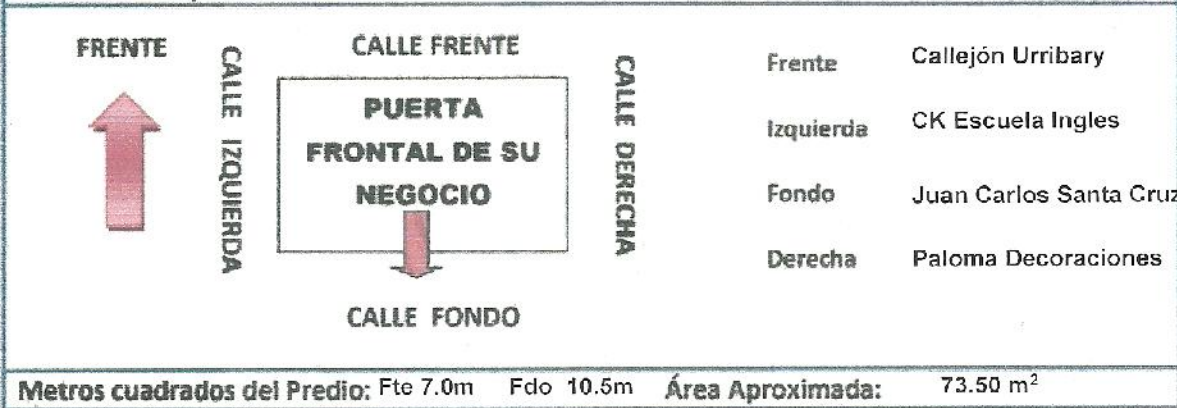 FRENTE
CALLE IZQUIERDA
CALLE FRENTE
PUERTA
FRONTAL DE SU
NEGOCIO
CALLE FONDO
CALLE DERECHA
Frente Callejón Urribary
Izquierda CK Escuela Ingles
Fondo Juan Carlos Santa Cruz
Derecha Paloma Decoraciones
Metros cuadrados del Predio: Fte 7.0m Fdo 10.5m Área Aproximada: 73.50 m²